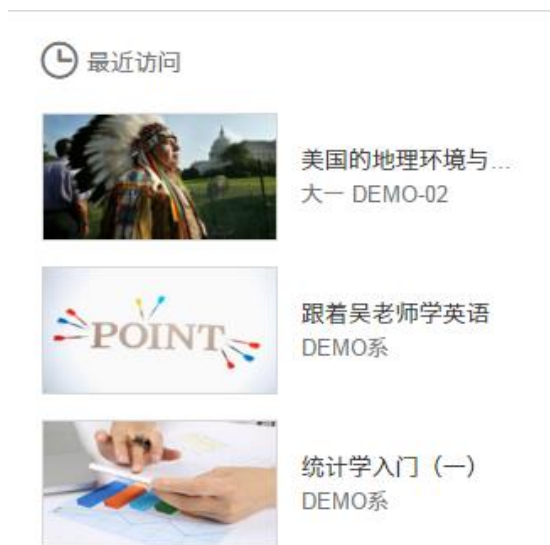 最近访问
美国的地理环境与...
大一 DEMO-02
POINT
跟着吴老师学英语
DEMO系
统计学入门（一）
DEMO系